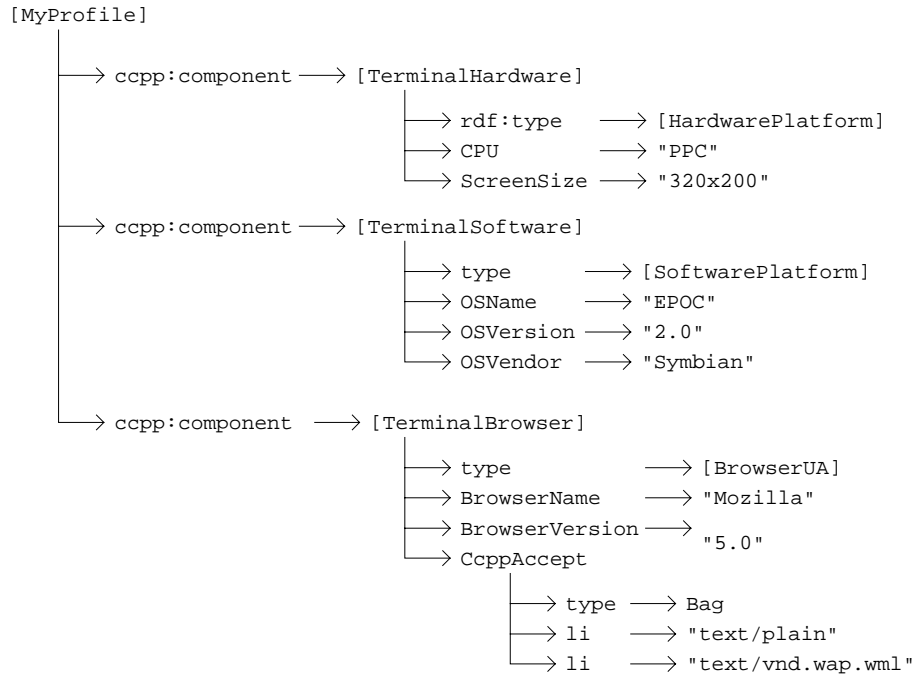 [MyProfile]
ccpp:component [TerminalHardware]
rdf:type [HardwarePlatform]
CPU "PPC"
ScreenSize "320x200"
ccpp:component [TerminalSoftware]
type [SoftwarePlatform]
OSName "EPOC"
OSVersion "2.0"
OSVendor "Symbian"
ccpp:component [TerminalBrowser]
type [BrowserUA]
BrowserName "Mozilla"
BrowserVersion "5.0"
CcppAccept
type Bag
li "text/plain"
li "text/vnd.wap.wml"